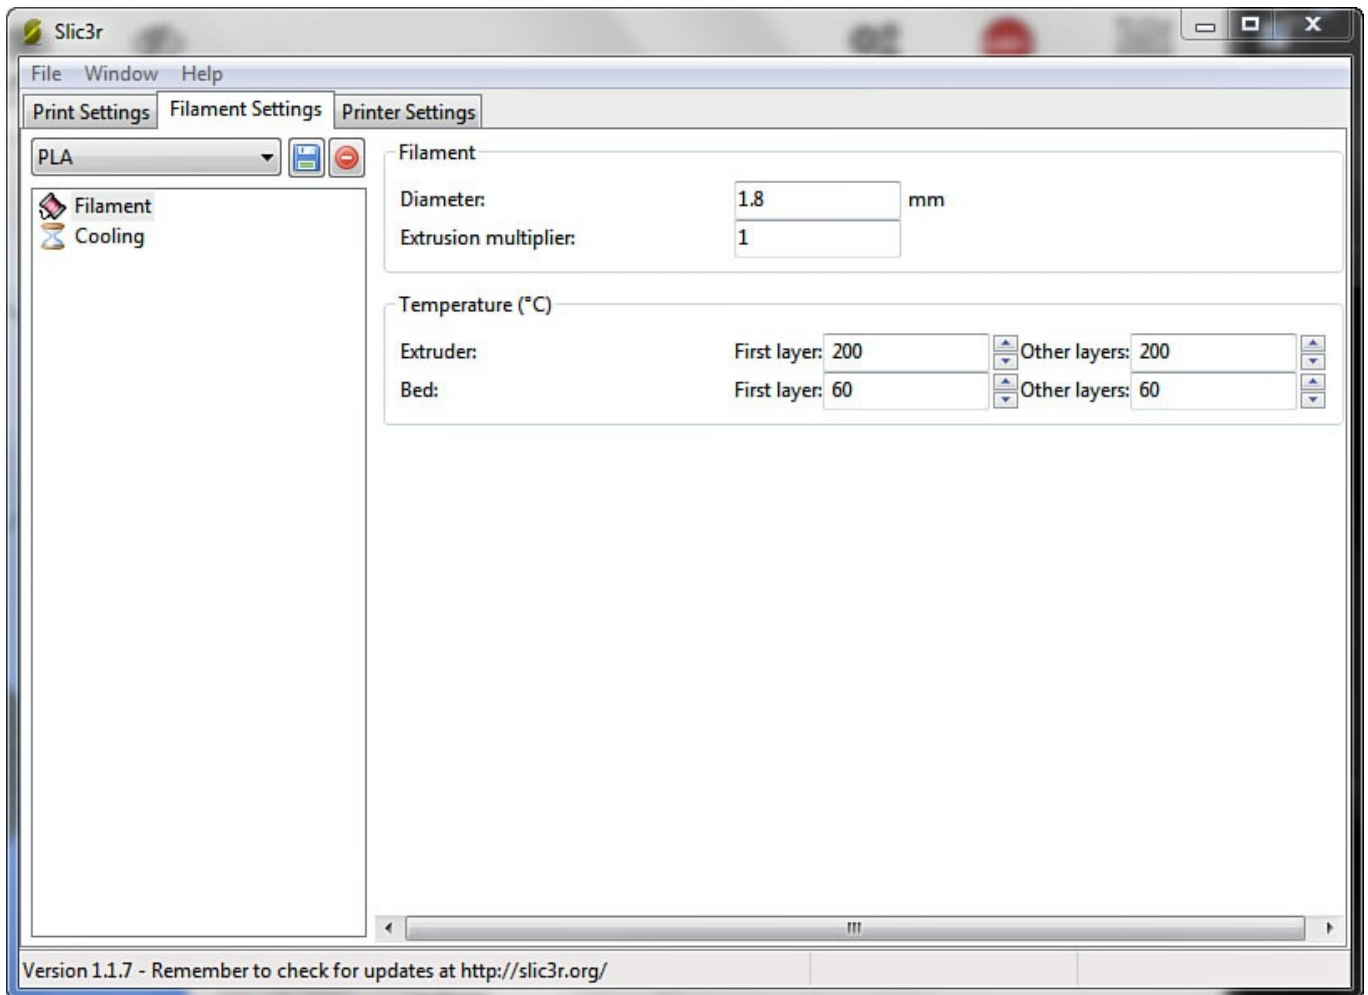 Slic3r
File Window Help
Print Settings Filament Settings Printer Settings
PLA
Filament
Cooling
Filament
Diameter: 1.8 mm
Extrusion multiplier: 1
Temperature (°C)
Extruder: First layer: 200 Other layers: 200
Bed: First layer: 60 Other layers: 60
Version 1.1.7 - Remember to check for updates at http://slic3r.org/